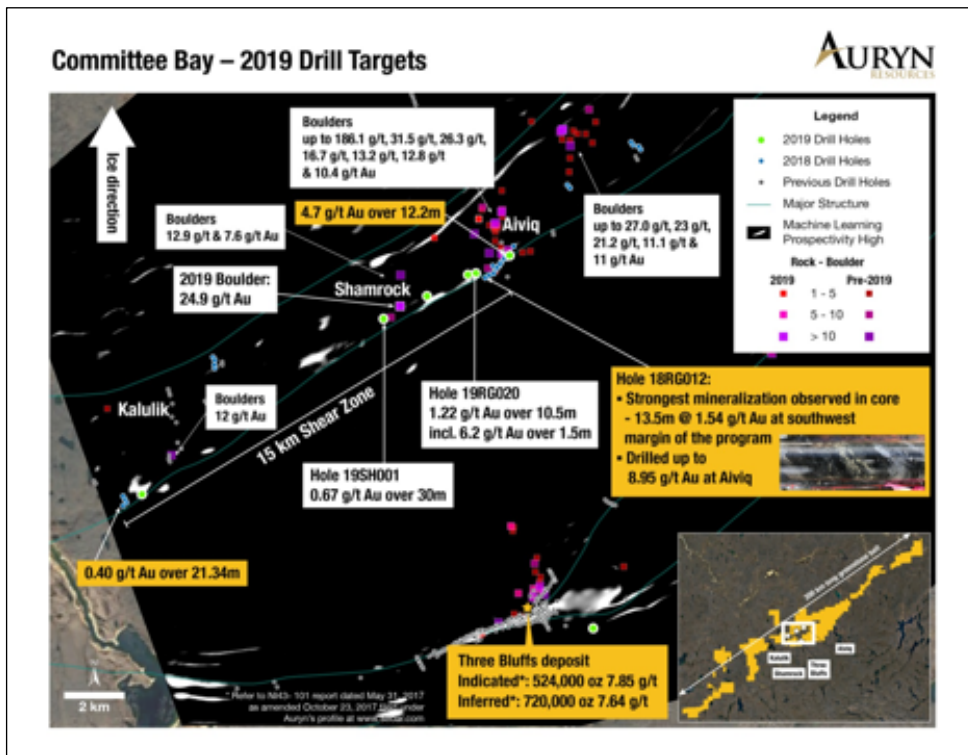 Committee Bay – 2019 Drill Targets
AURYN
RESOURCES
Ice direction
Boulders
up to 186.1 g/t, 31.5 g/t, 26.3 g/t,
16.7 g/t, 13.2 g/t, 12.8 g/t
& 10.4 g/t Au
4.7 g/t Au over 12.2m
Aiviq
Boulders
12.9 g/t & 7.6 g/t Au
2019 Boulder:
24.9 g/t Au
Shamrock
Boulders
up to 27.0 g/t, 23 g/t,
21.2 g/t, 11.1 g/t &
11 g/t Au
Legend
2019 Drill Holes
2018 Drill Holes
Previous Drill Holes
Major Structure
Machine Learning
Prospectivity High
Rock - Boulder
2019 Pre-2019
1 - 5
5 - 10
> 10
Kalulik
Boulders
12 g/t Au
15 km Shear Zone
Hole 19RG020
1.22 g/t Au over 10.5m
incl. 6.2 g/t Au over 1.5m
Hole 19SH001
0.67 g/t Au over 30m
Hole 18RG012:
• Strongest mineralization observed in core
- 13.5m @ 1.54 g/t Au at southwest
margin of the program
• Drilled up to
8.95 g/t Au at Aiviq
0.40 g/t Au over 21.34m
Three Bluffs deposit
Indicated*: 524,000 oz 7.85 g/t
Inferred*: 720,000 oz 7.64 g/t
2 km
* Refer to NI43- 101 report dated May 31, 2017
as amended October 23, 2017 filed under
Auryn's profile at www.sedar.com
Kalulik
Shamrock
Three
Bluffs
Aiviq